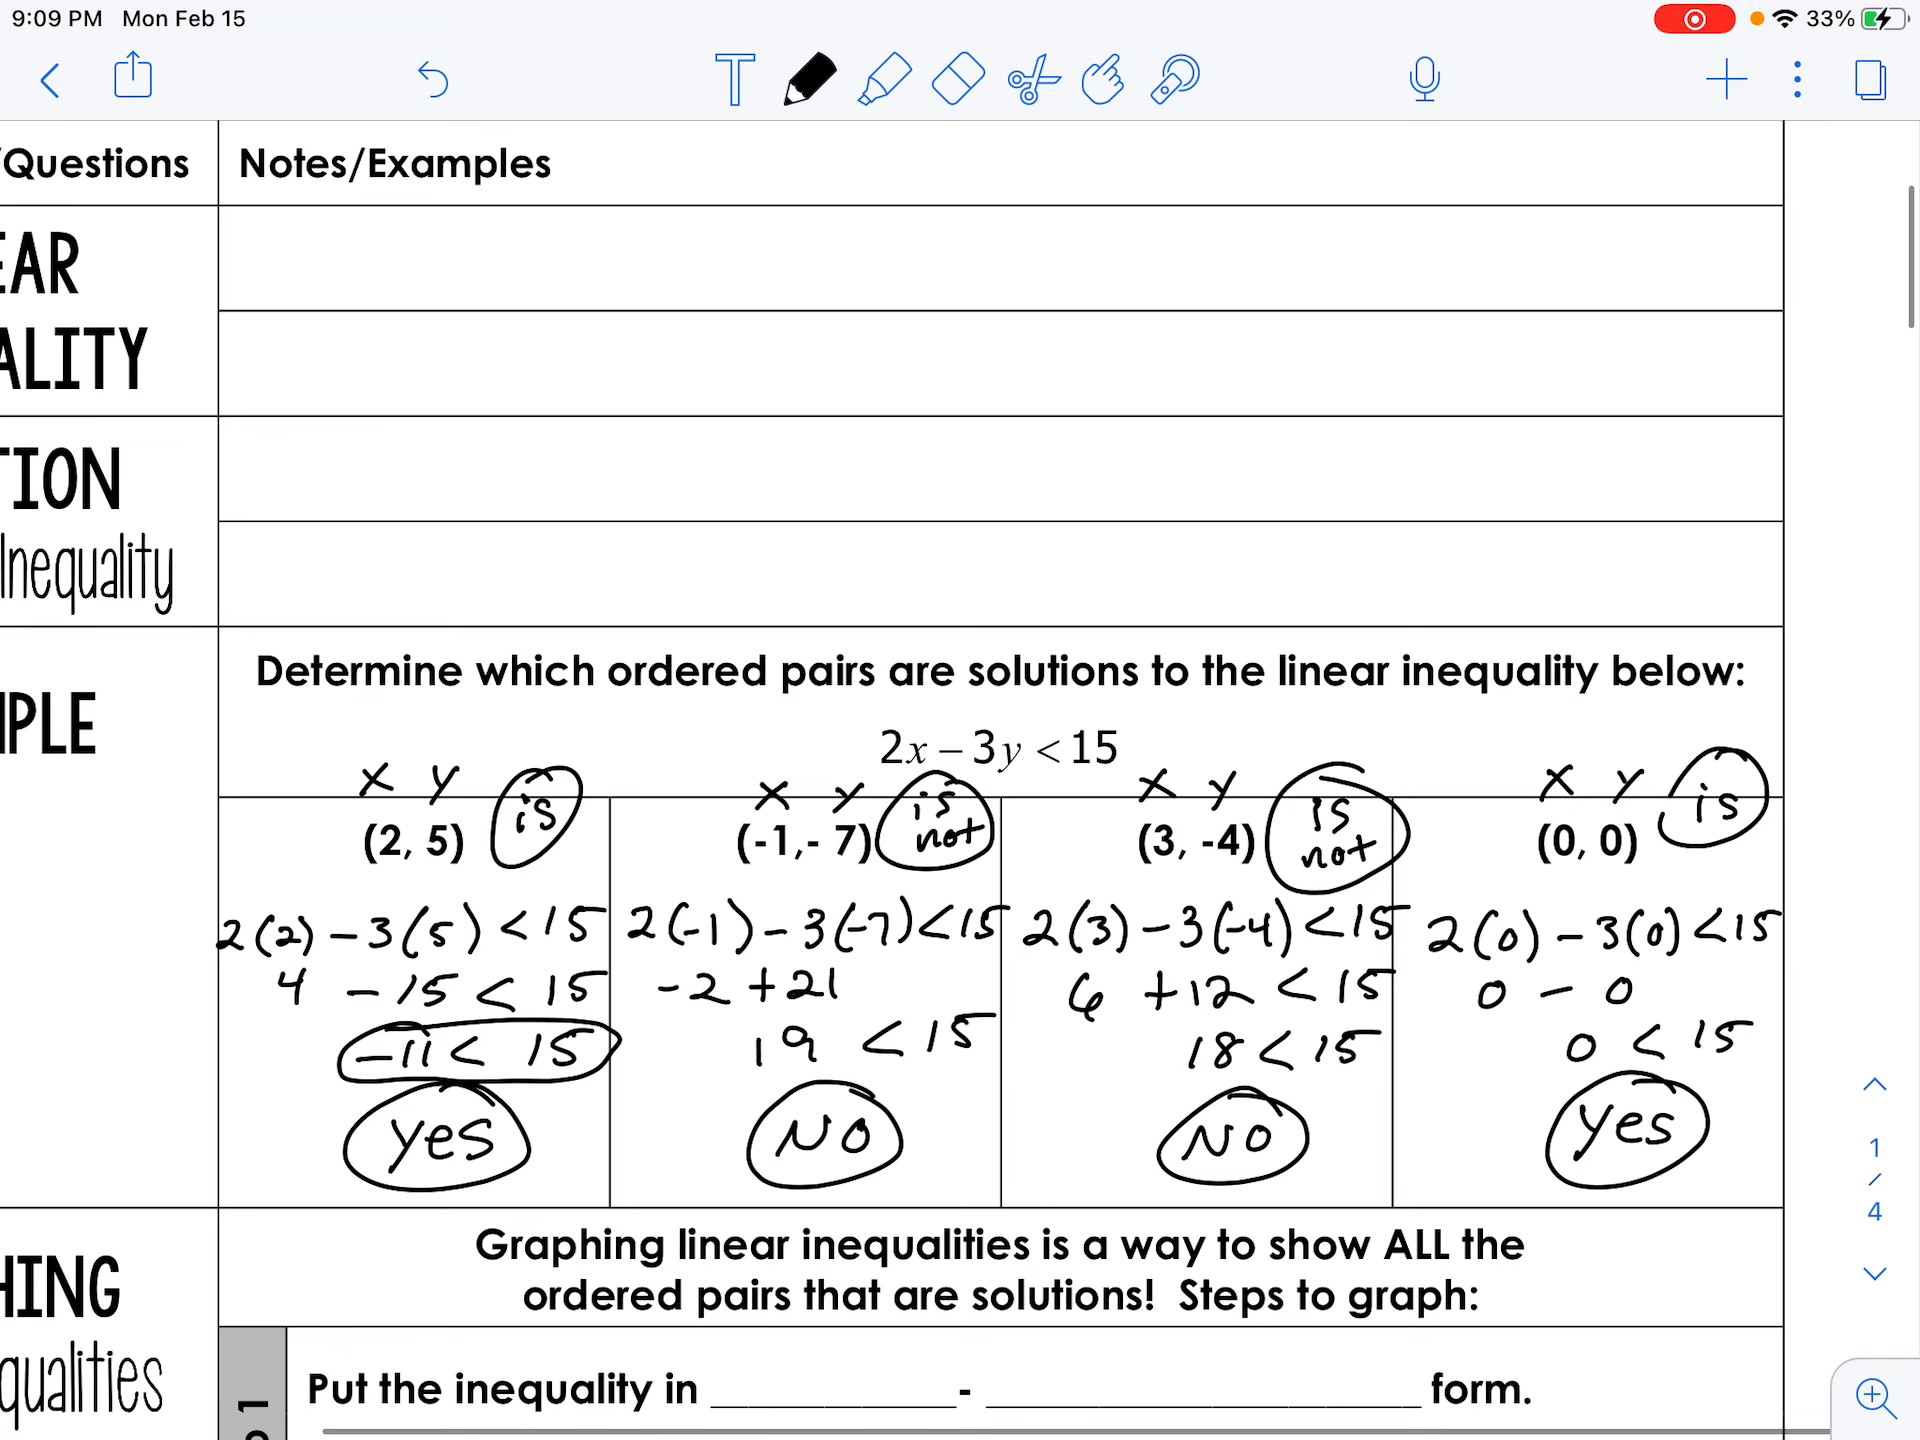 9:09 PM Mon Feb 15
33%
/Questions
Notes/Examples
EAR
ALITY
TION
Inequality
MPLE
Determine which ordered pairs are solutions to the linear inequality below:
2x – 3y < 15
x y is
(2, 5)
2(2) – 3(5) < 15
4 – 15 < 15
–11 < 15
yes
x y is not
(-1,- 7)
2(-1) – 3(-7) < 15
-2 + 21
19 < 15
NO
x y is not
(3, -4)
2(3) – 3(-4) < 15
6 + 12 < 15
18 < 15
NO
x y is
(0, 0)
2(0) – 3(0) < 15
0 – 0
0 < 15
yes
1
/
4
HING
qualities
Graphing linear inequalities is a way to show ALL the
ordered pairs that are solutions! Steps to graph:
1
Put the inequality in _____________ - _______________________ form.